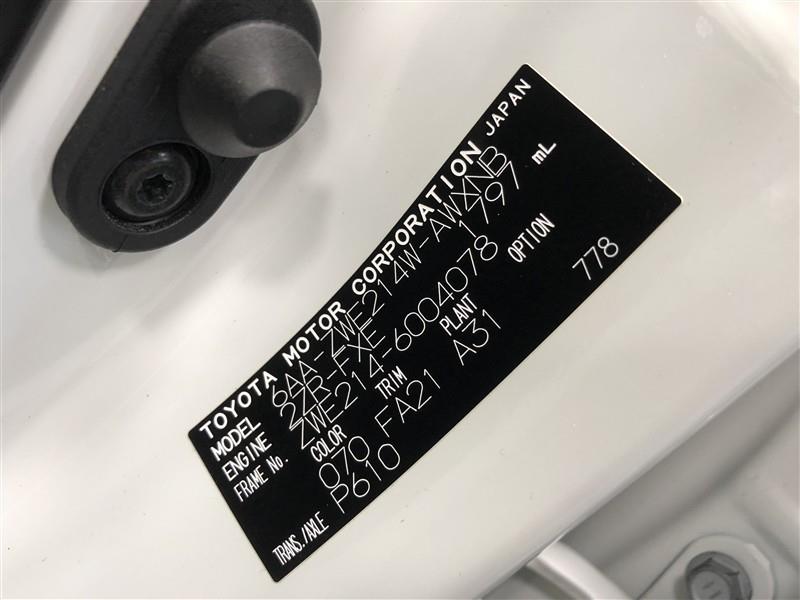 TOYOTA MOTOR CORPORATION JAPAN
MODEL 6AA-ZWE214W-AWXNB
ENGINE 2ZR-FXE 1797 mL
FRAME No. ZWE214-6004078
COLOR TRIM PLANT OPTION
070 FA21 A31 778
TRANS./AXLE P610